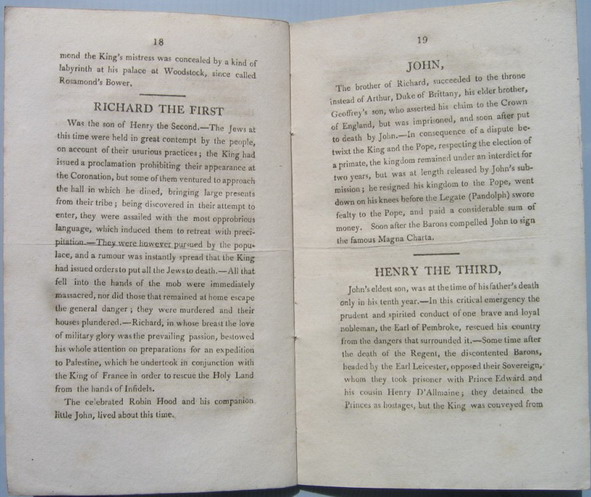 18
mend the King's mistress was concealed by a kind of
labyrinth at his palace at Woodstock, since called
Rosamond's Bower.
RICHARD THE FIRST
Was the son of Henry the Second.—The Jews at
this time were held in great contempt by the people,
on account of their usurious practices; the King had
issued a proclamation prohibiting their appearance at
the Coronation, but some of them ventured to approach
the hall in which he dined, bringing large presents
from their tribe; being discovered in their attempt to
enter, they were assailed with the most opprobrious
language, which induced them to retreat with preci-
pitation.—They were however pursued by the popu-
lace, and a rumour was instantly spread that the King
had issued orders to put all the Jews to death.—All that
fell into the hands of the mob were immediately
massacred, nor did those that remained at home escape
the general danger; they were murdered and their
houses plundered.—Richard, in whose breast the love
of military glory was the prevailing passion, bestowed
his whole attention on preparations for an expedition
to Palestine, which he undertook in conjunction with
the King of France in order to rescue the Holy Land
from the hands of Infidels.
The celebrated Robin Hood and his companion
little John, lived about this time.
19
JOHN,
The brother of Richard, succeeded to the throne
instead of Arthur, Duke of Brittany, his elder brother,
Geoffrey's son, who asserted his claim to the Crown
of England, but was imprisoned, and soon after put
to death by John.—In consequence of a dispute be-
twixt the King and the Pope, respecting the election of
a primate, the kingdom remained under an interdict for
two years, but was at length released by John's sub-
mission; he resigned his kingdom to the Pope, went
down on his knees before the Legate (Pandolph) swore
fealty to the Pope, and paid a considerable sum of
money. Soon after the Barons compelled John to sign
the famous Magna Charta.
HENRY THE THIRD,
John's eldest son, was at the time of his father's death
only in his tenth year.—In this critical emergency the
prudent and spirited conduct of one brave and loyal
nobleman, the Earl of Pembroke, rescued his country
from the dangers that surrounded it.—Some time after
the death of the Regent, the discontented Barons,
headed by the Earl Leicester, opposed their Sovereign,
whom they took prisoner with Prince Edward and
his cousin Henry D'Allmaine; they detained the
Princes as hostages, but the King was conveyed from